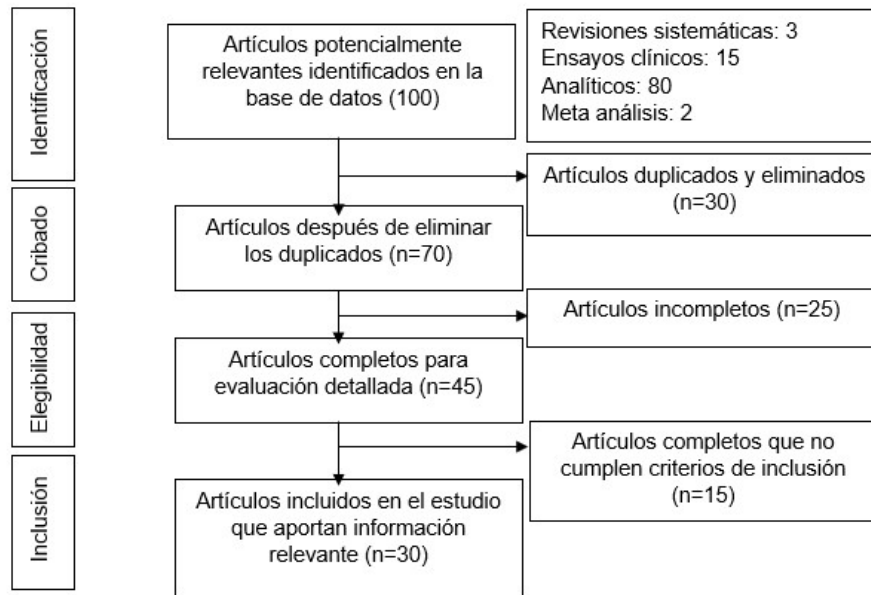 Identificación
Artículos potencialmente
relevantes identificados en la
base de datos (100)
Revisiones sistemáticas: 3
Ensayos clínicos: 15
Analíticos: 80
Meta análisis: 2
Artículos duplicados y eliminados
(n=30)
Cribado
Artículos después de eliminar
los duplicados (n=70)
Artículos incompletos (n=25)
Elegibilidad
Artículos completos para
evaluación detallada (n=45)
Artículos completos que no
cumplen criterios de inclusión
(n=15)
Inclusión
Artículos incluidos en el estudio
que aportan información
relevante (n=30)